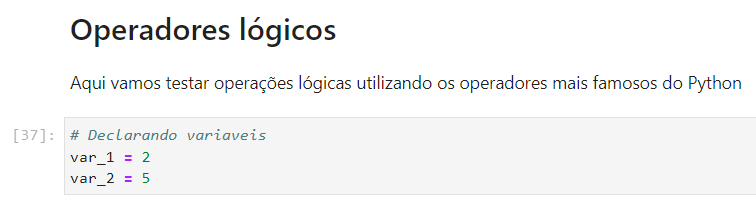 Operadores lógicos
Aqui vamos testar operações lógicas utilizando os operadores mais famosos do Python
[37]: # Declarando variaveis
var_1 = 2
var_2 = 5